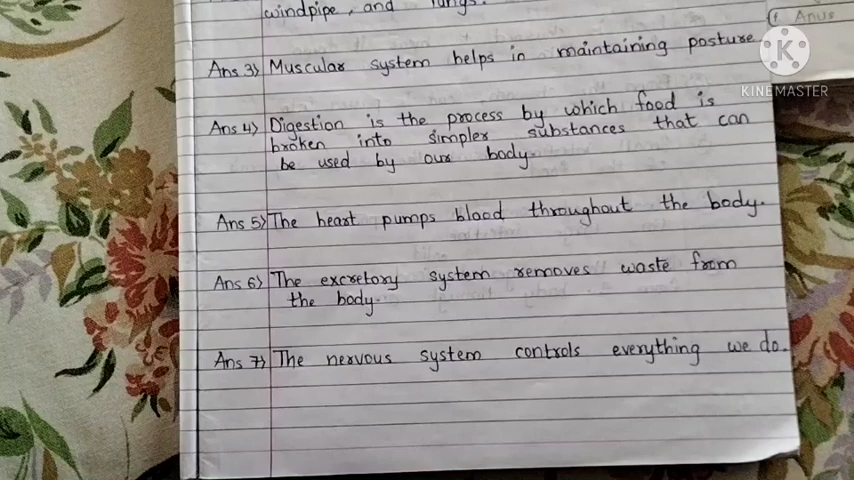 windpipe, and lungs.
f. Anus
Ans 3) Muscular system helps in maintaining posture
KINEMASTER
Ans 4) Digestion is the process by which food is
broken into simpler substances that can
be used by our body
Ans 5) The heart pumps blood throughout the body.
Ans 6) The excretory system removes waste from
the body.
Ans 7) The nervous system controls everything we do.